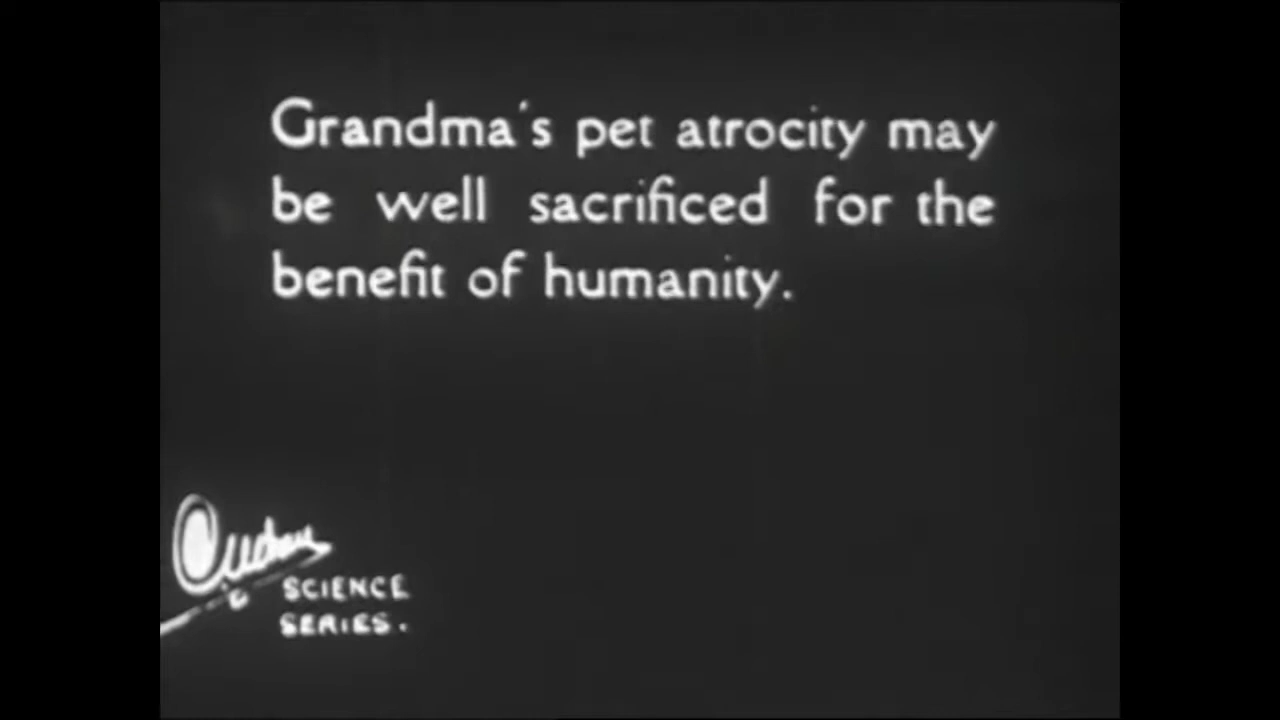 Grandma's pet atrocity may
be well sacrificed for the
benefit of humanity.
SCIENCE
SERIES.